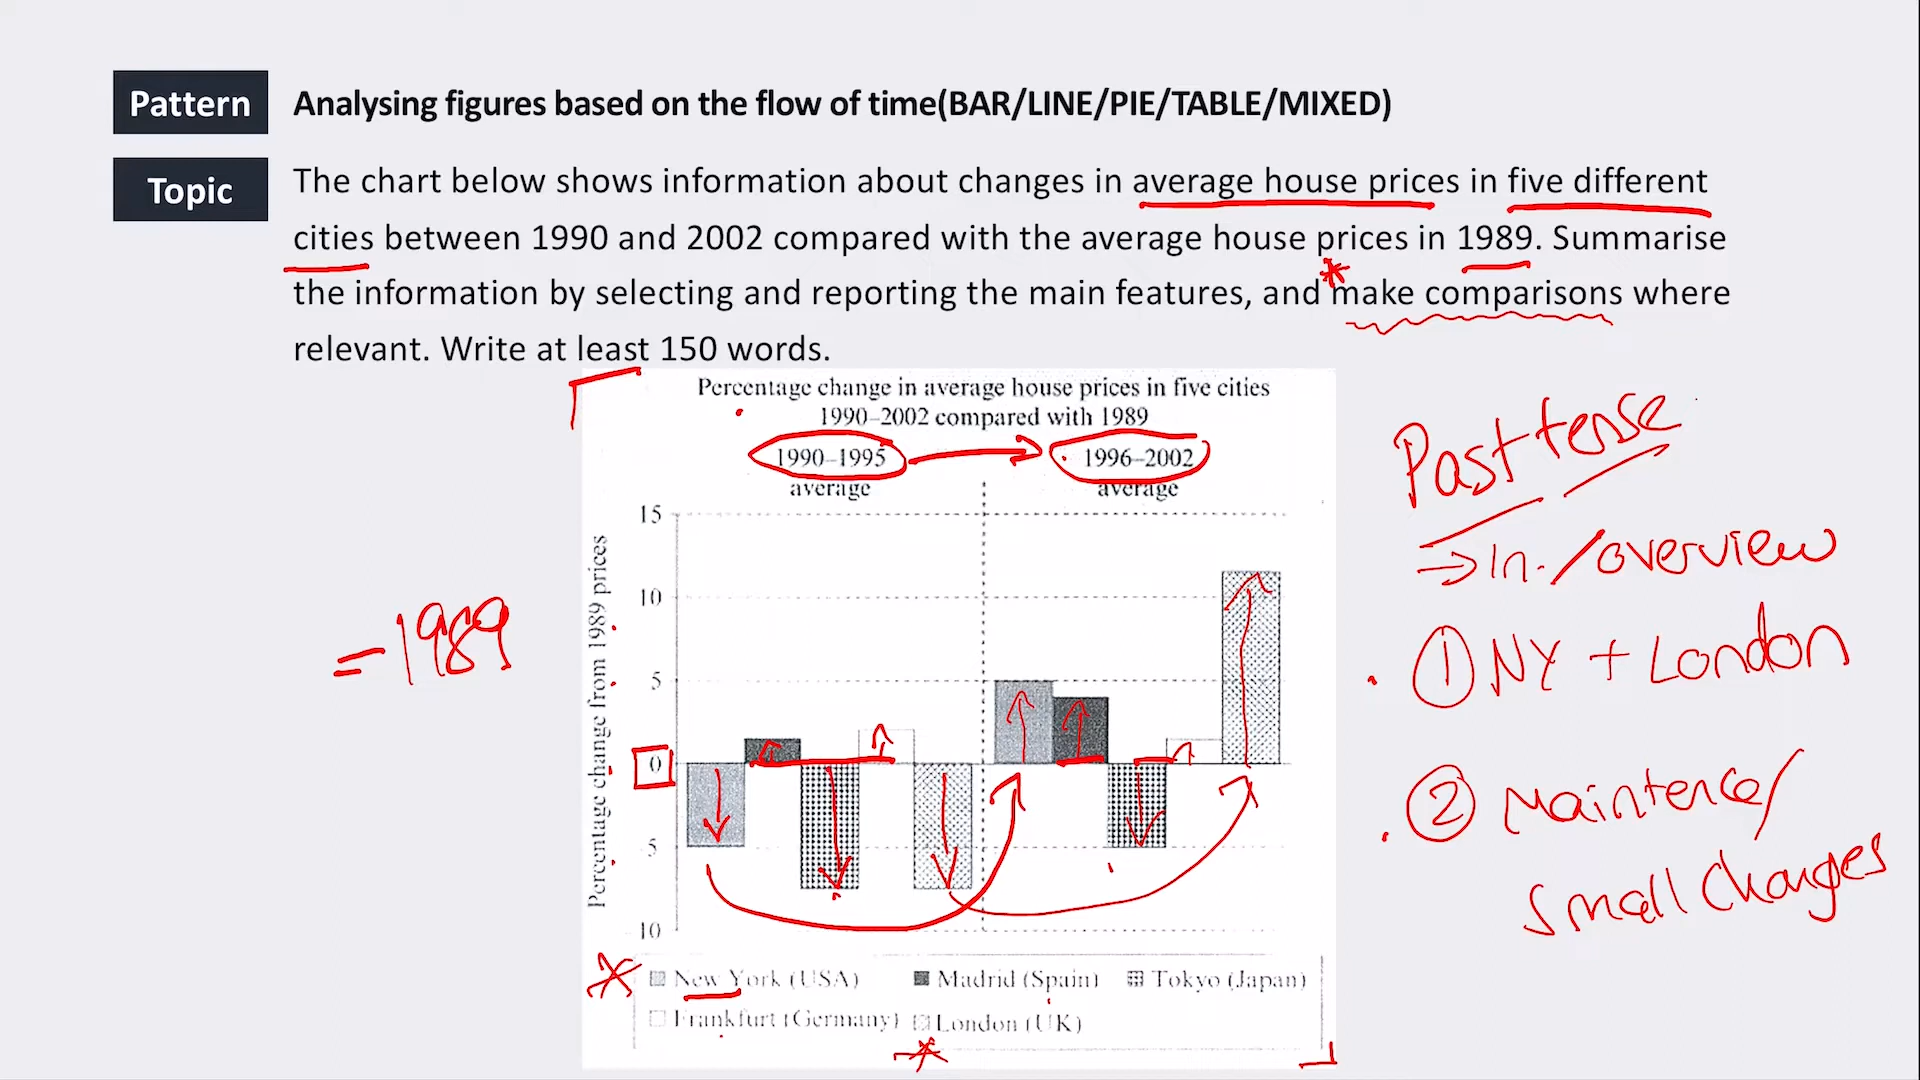 Pattern Analysing figures based on the flow of time(BAR/LINE/PIE/TABLE/MIXED)
Topic The chart below shows information about changes in average house prices in five different
cities between 1990 and 2002 compared with the average house prices in 1989. Summarise
the information by selecting and reporting the main features, and make comparisons where
relevant. Write at least 150 words.
Percentage change in average house prices in five cities
1990–2002 compared with 1989
1990–1995 1996–2002
average average
Percentage change from 1989 prices
15
10
5
0
5
10
New York (USA) Madrid (Spain) Tokyo (Japan)
Frankfurt (Germany) London (UK)
=1989
Past tense
→In./overview
① NY + London
② Maintence/
Small Changes